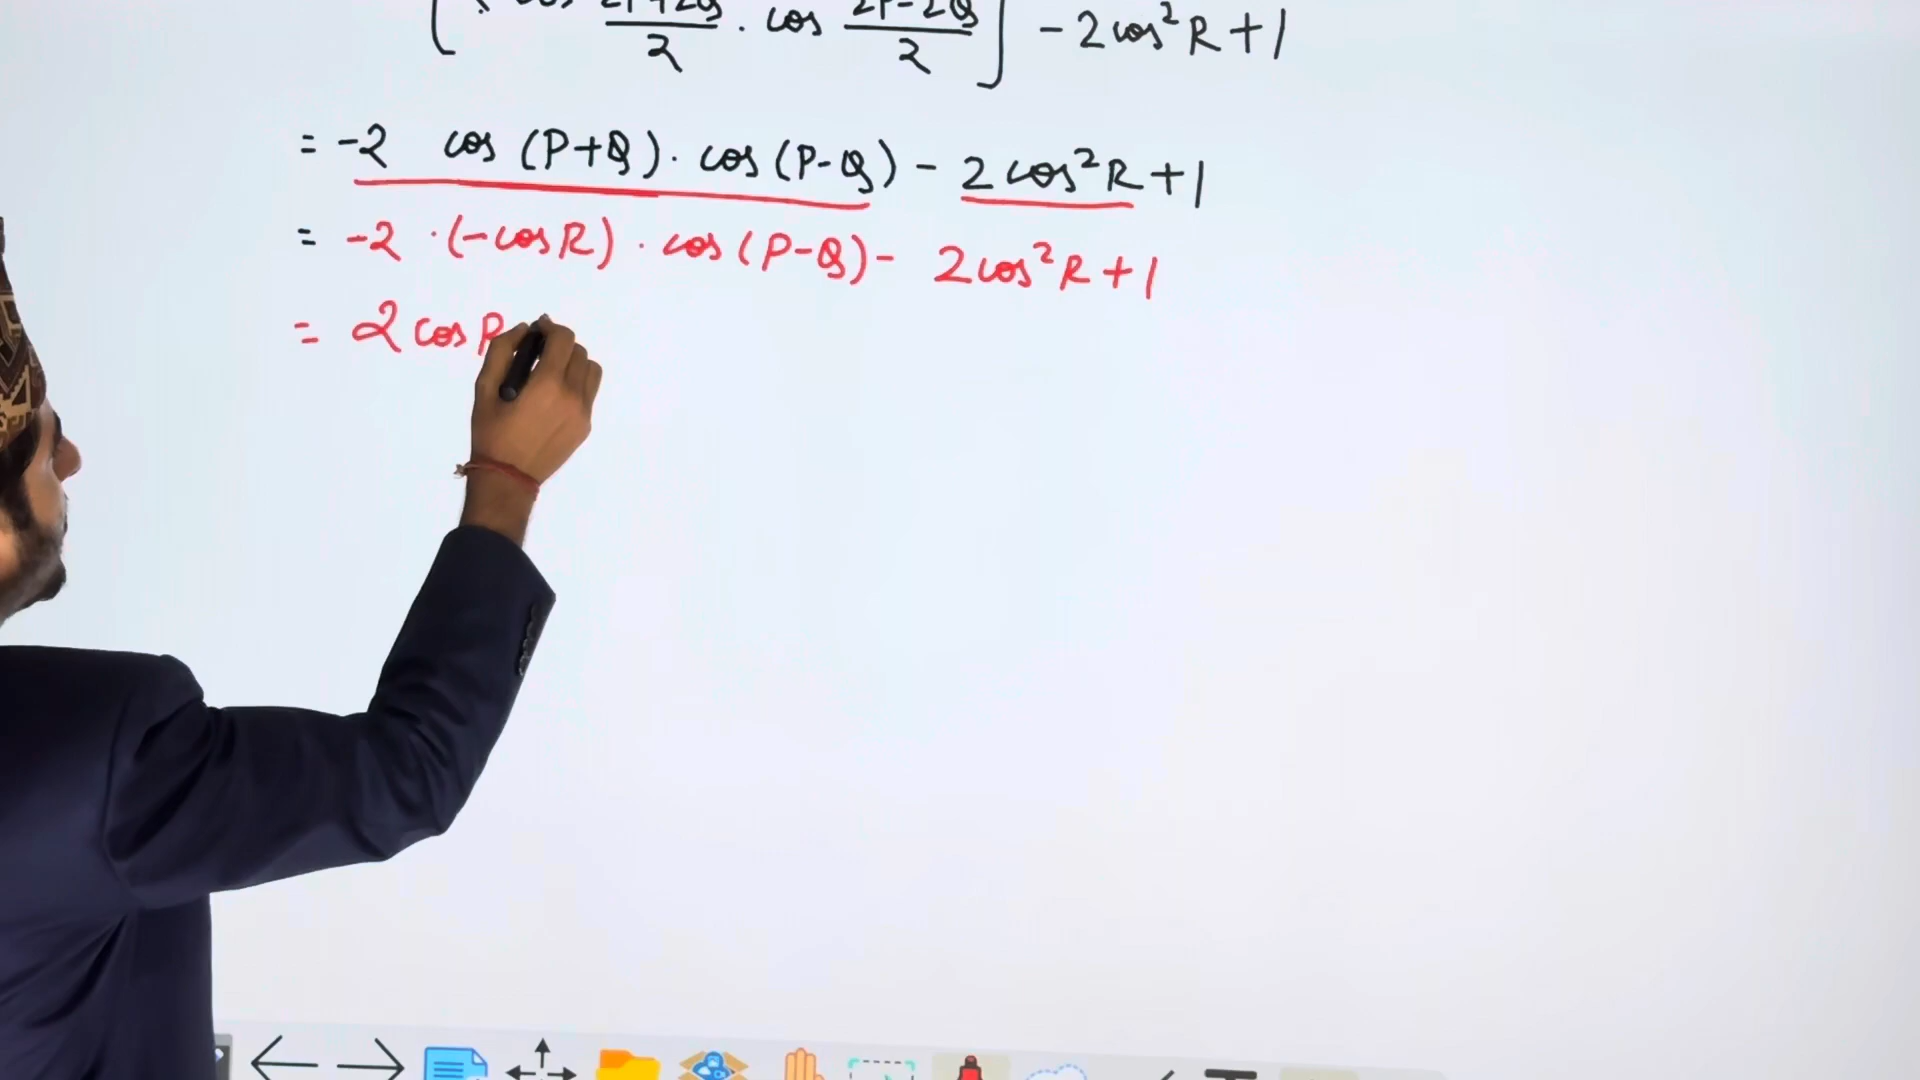 [ cos 2P+2Q/2 . cos 2P-2Q/2 ] - 2cos²R+1
= -2 cos (P+Q) . cos (P-Q) - 2cos²R+1
= -2 .(-cosR) . cos (P-Q) - 2cos²R+1
= 2 cos R